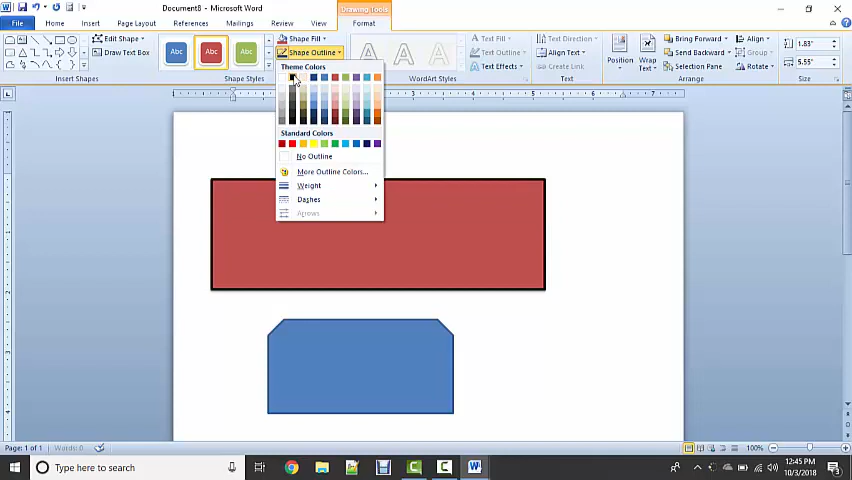 Document8 - Microsoft Word
Drawing Tools
File Home Insert Page Layout References Mailings Review View Format
Edit Shape
Draw Text Box
Insert Shapes
Abc Abc Abc
Shape Styles
Shape Fill
Shape Outline
Theme Colors
Standard Colors
No Outline
More Outline Colors...
Weight
Dashes
Arrows
A A A
Text Fill
Text Outline
Text Effects
WordArt Styles
Text Direction
Align Text
Text
Position
Wrap Text
Bring Forward
Send Backward
Selection Pane
Align
Group
Rotate
Arrange
1.83"
5.55"
Size
Page: 1 of 1 Words: 0 100%
Type here to search
12:45 PM
10/3/2018